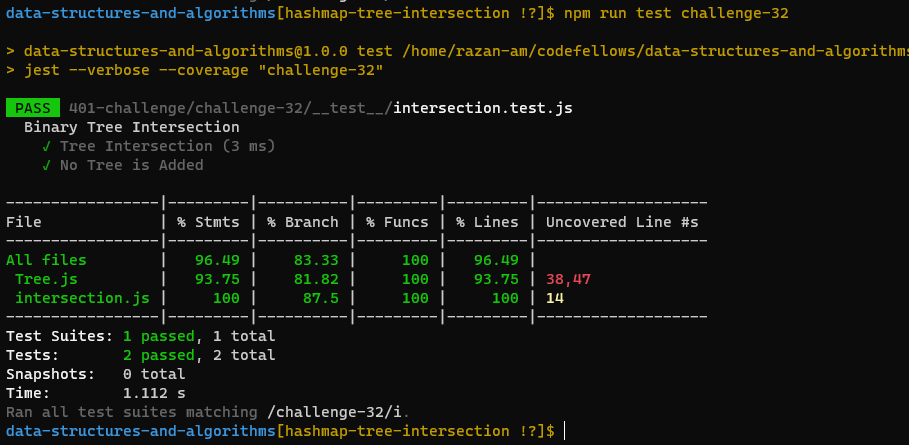 data-structures-and-algorithms[hashmap-tree-intersection !?]$ npm run test challenge-32
> data-structures-and-algorithms@1.0.0 test /home/razan-am/codefellows/data-structures-and-algorithms
> jest --verbose --coverage "challenge-32"
PASS 401-challenge/challenge-32/__test__/intersection.test.js
Binary Tree Intersection
✓ Tree Intersection (3 ms)
✓ No Tree is Added
-----------------|---------|----------|---------|---------|-------------------
File             | % Stmts | % Branch | % Funcs | % Lines | Uncovered Line #s
-----------------|---------|----------|---------|---------|-------------------
All files        |   96.49 |    83.33 |     100 |   96.49 |
 Tree.js         |   93.75 |    81.82 |     100 |   93.75 | 38,47
 intersection.js |     100 |     87.5 |     100 |     100 | 14
-----------------|---------|----------|---------|---------|-------------------
Test Suites: 1 passed, 1 total
Tests:       2 passed, 2 total
Snapshots:   0 total
Time:        1.112 s
Ran all test suites matching /challenge-32/i.
data-structures-and-algorithms[hashmap-tree-intersection !?]$